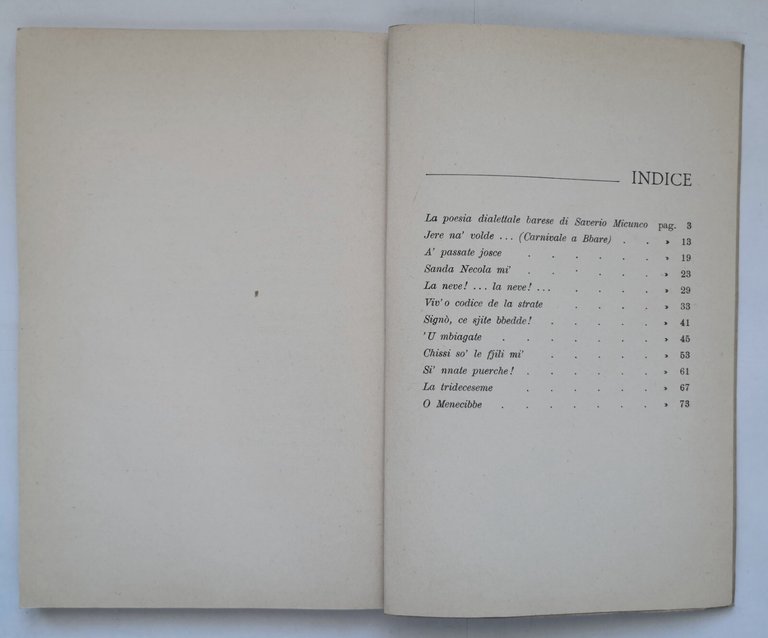 INDICE
La poesia dialettale barese di Saverio Micunco pag. 3
Jere na' volde ... (Carnivale a Bbare) . . » 13
A' passate josce . . . . . . » 19
Sanda Necola mi' . . . . . . » 23
La neve! ... la neve! ... . . . . » 29
Viv' o codice de la strate . . . . » 33
Signò, ce sjite bbedde! . . . . . » 41
'U mbiagate . . . . . . . » 45
Chissi so' le fjili mi' . . . . . » 53
Si' nnate puerche! . . . . . . » 61
La trideceseme . . . . . . » 67
O Menecibbe . . . . . . . » 73